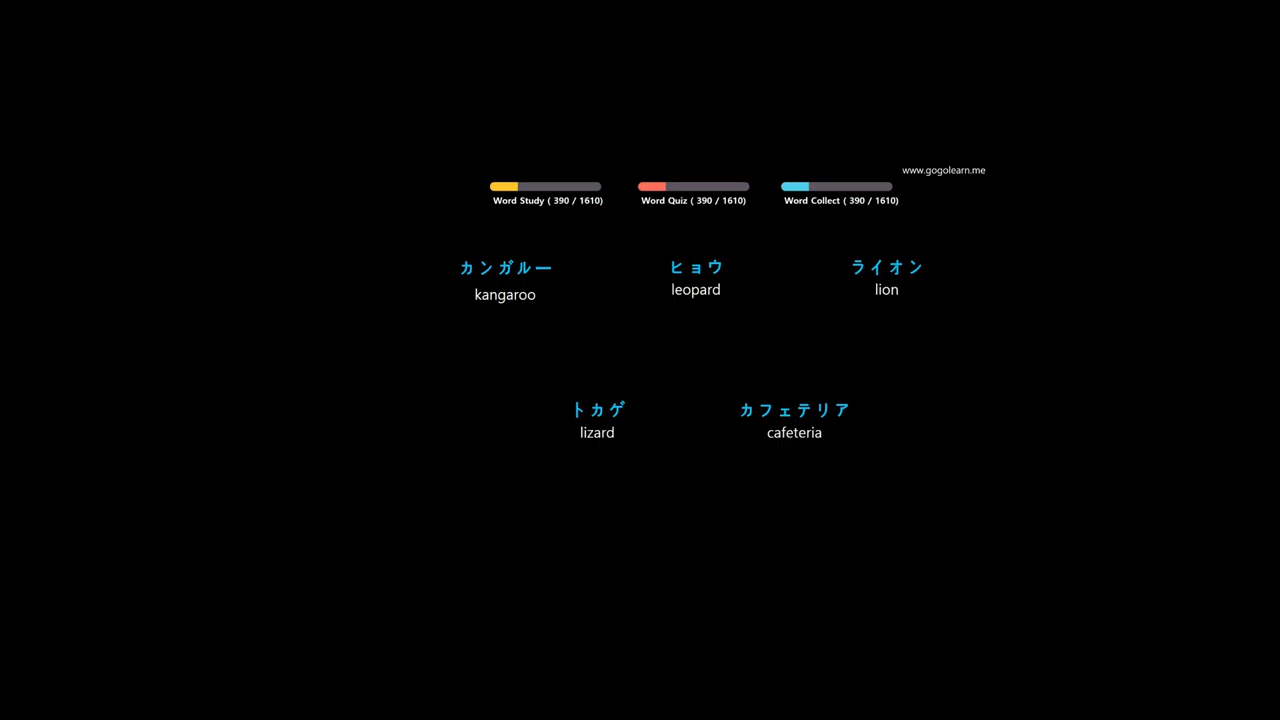 www.gogolearn.me
Word Study ( 390 / 1610)
Word Quiz ( 390 / 1610)
Word Collect ( 390 / 1610)
カンガルー
kangaroo
ヒョウ
leopard
ライオン
lion
トカゲ
lizard
カフェテリア
cafeteria